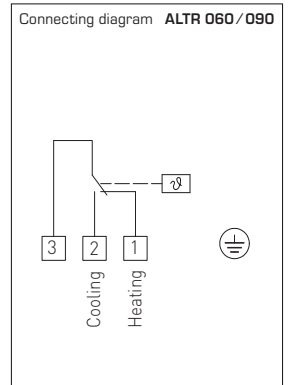 Connecting diagram ALTR 060/090
ϑ
3 2 1
Cooling
Heating